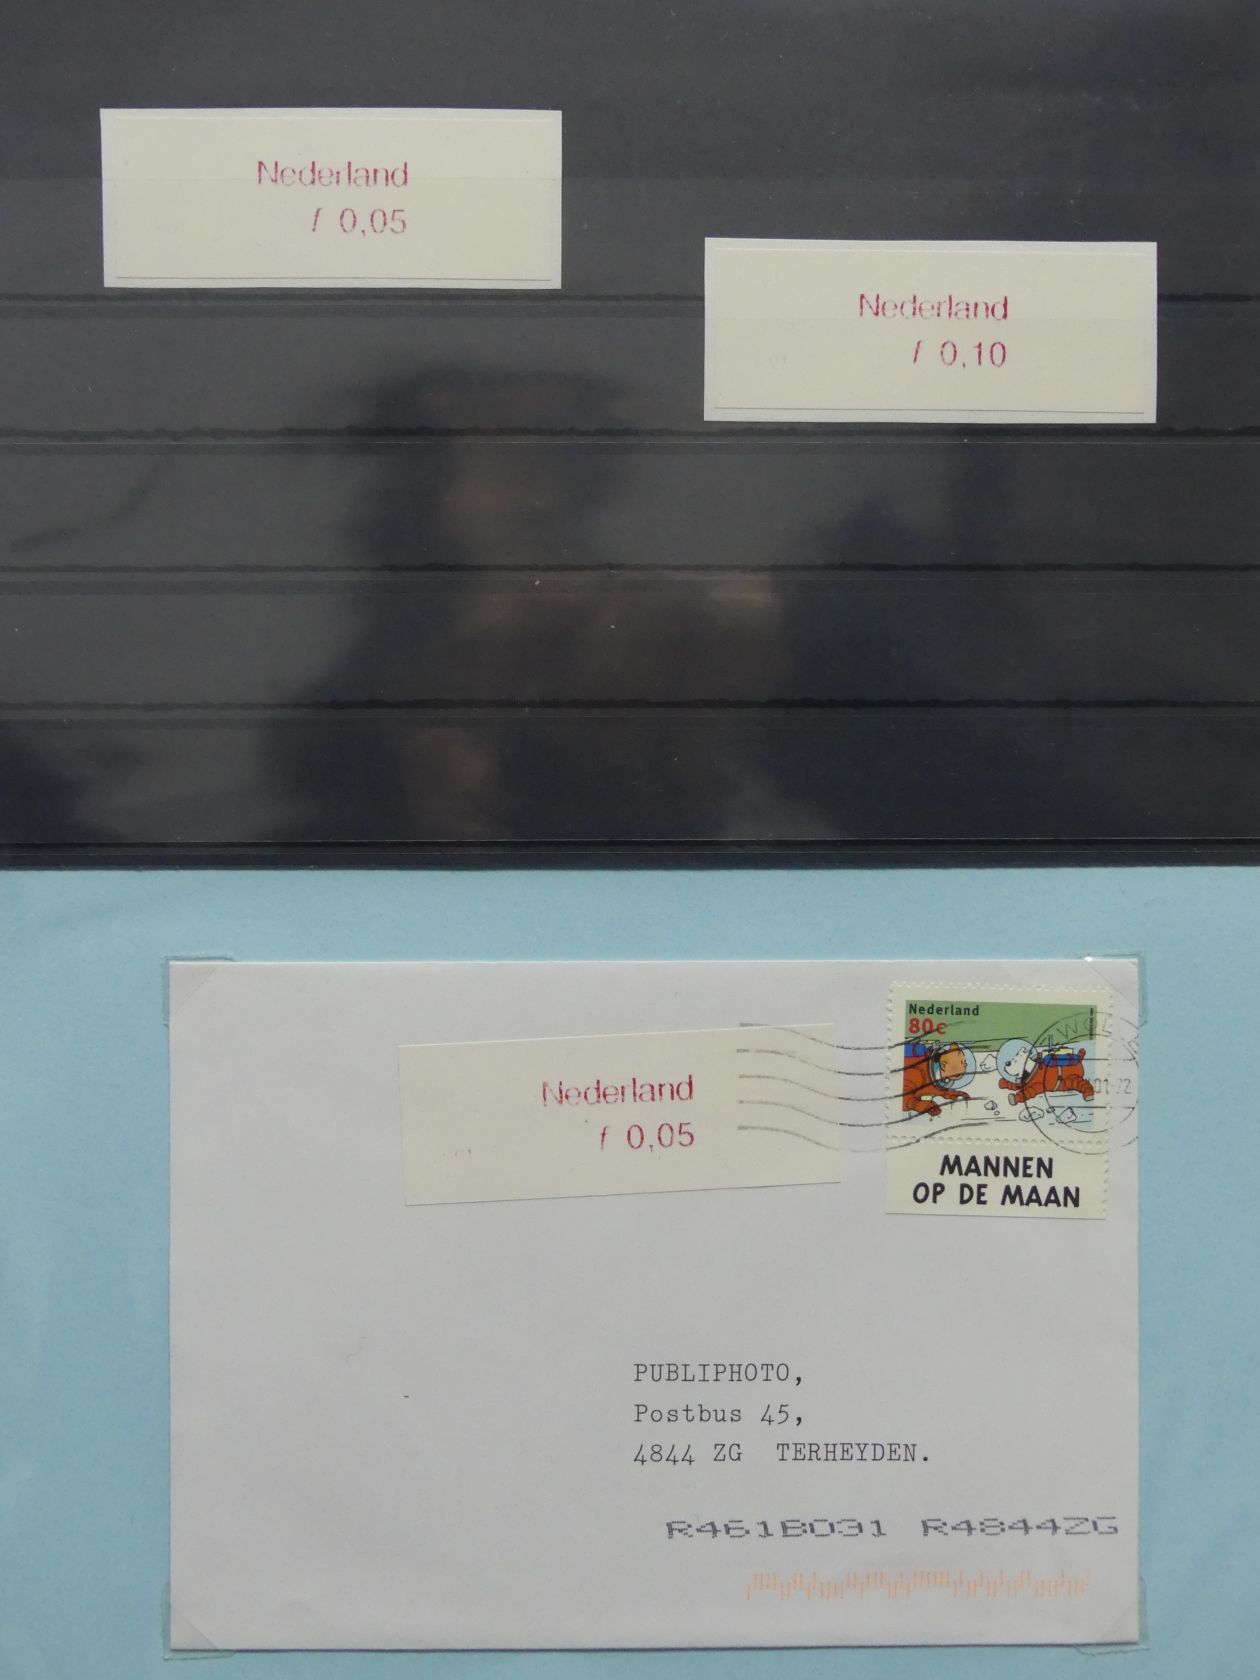 Nederland
f 0,05
Nederland
f 0,10
Nederland
80c
Nederland
f 0,05
MANNEN
OP DE MAAN
PUBLIPHOTO,
Postbus 45,
4844 ZG TERHEYDEN.
R461B031 R4844ZG